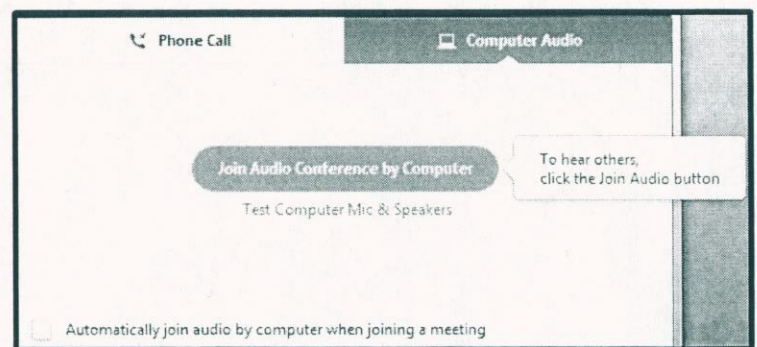 Phone Call
Computer Audio
Join Audio Conference by Computer
To hear others,
click the Join Audio button
Test Computer Mic & Speakers
Automatically join audio by computer when joining a meeting